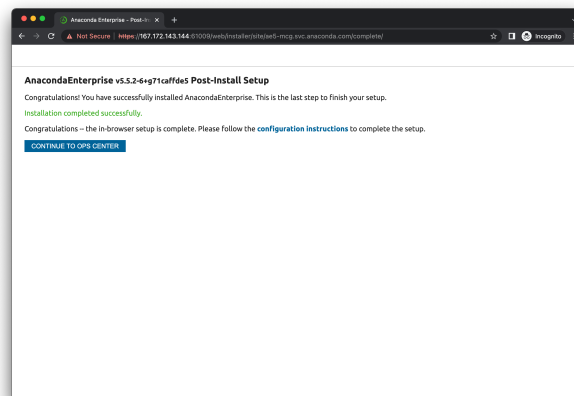 Anaconda Enterprise - Post-In
Not Secure | https://167.172.143.144:61009/web/installer/site/ae5-mcg.svc.anaconda.com/complete/
Incognito
AnacondaEnterprise v5.5.2-6+g71caffde5 Post-Install Setup
Congratulations! You have successfully installed AnacondaEnterprise. This is the last step to finish your setup.
Installation completed successfully.
Congratulations -- the in-browser setup is complete. Please follow the configuration instructions to complete the setup.
CONTINUE TO OPS CENTER